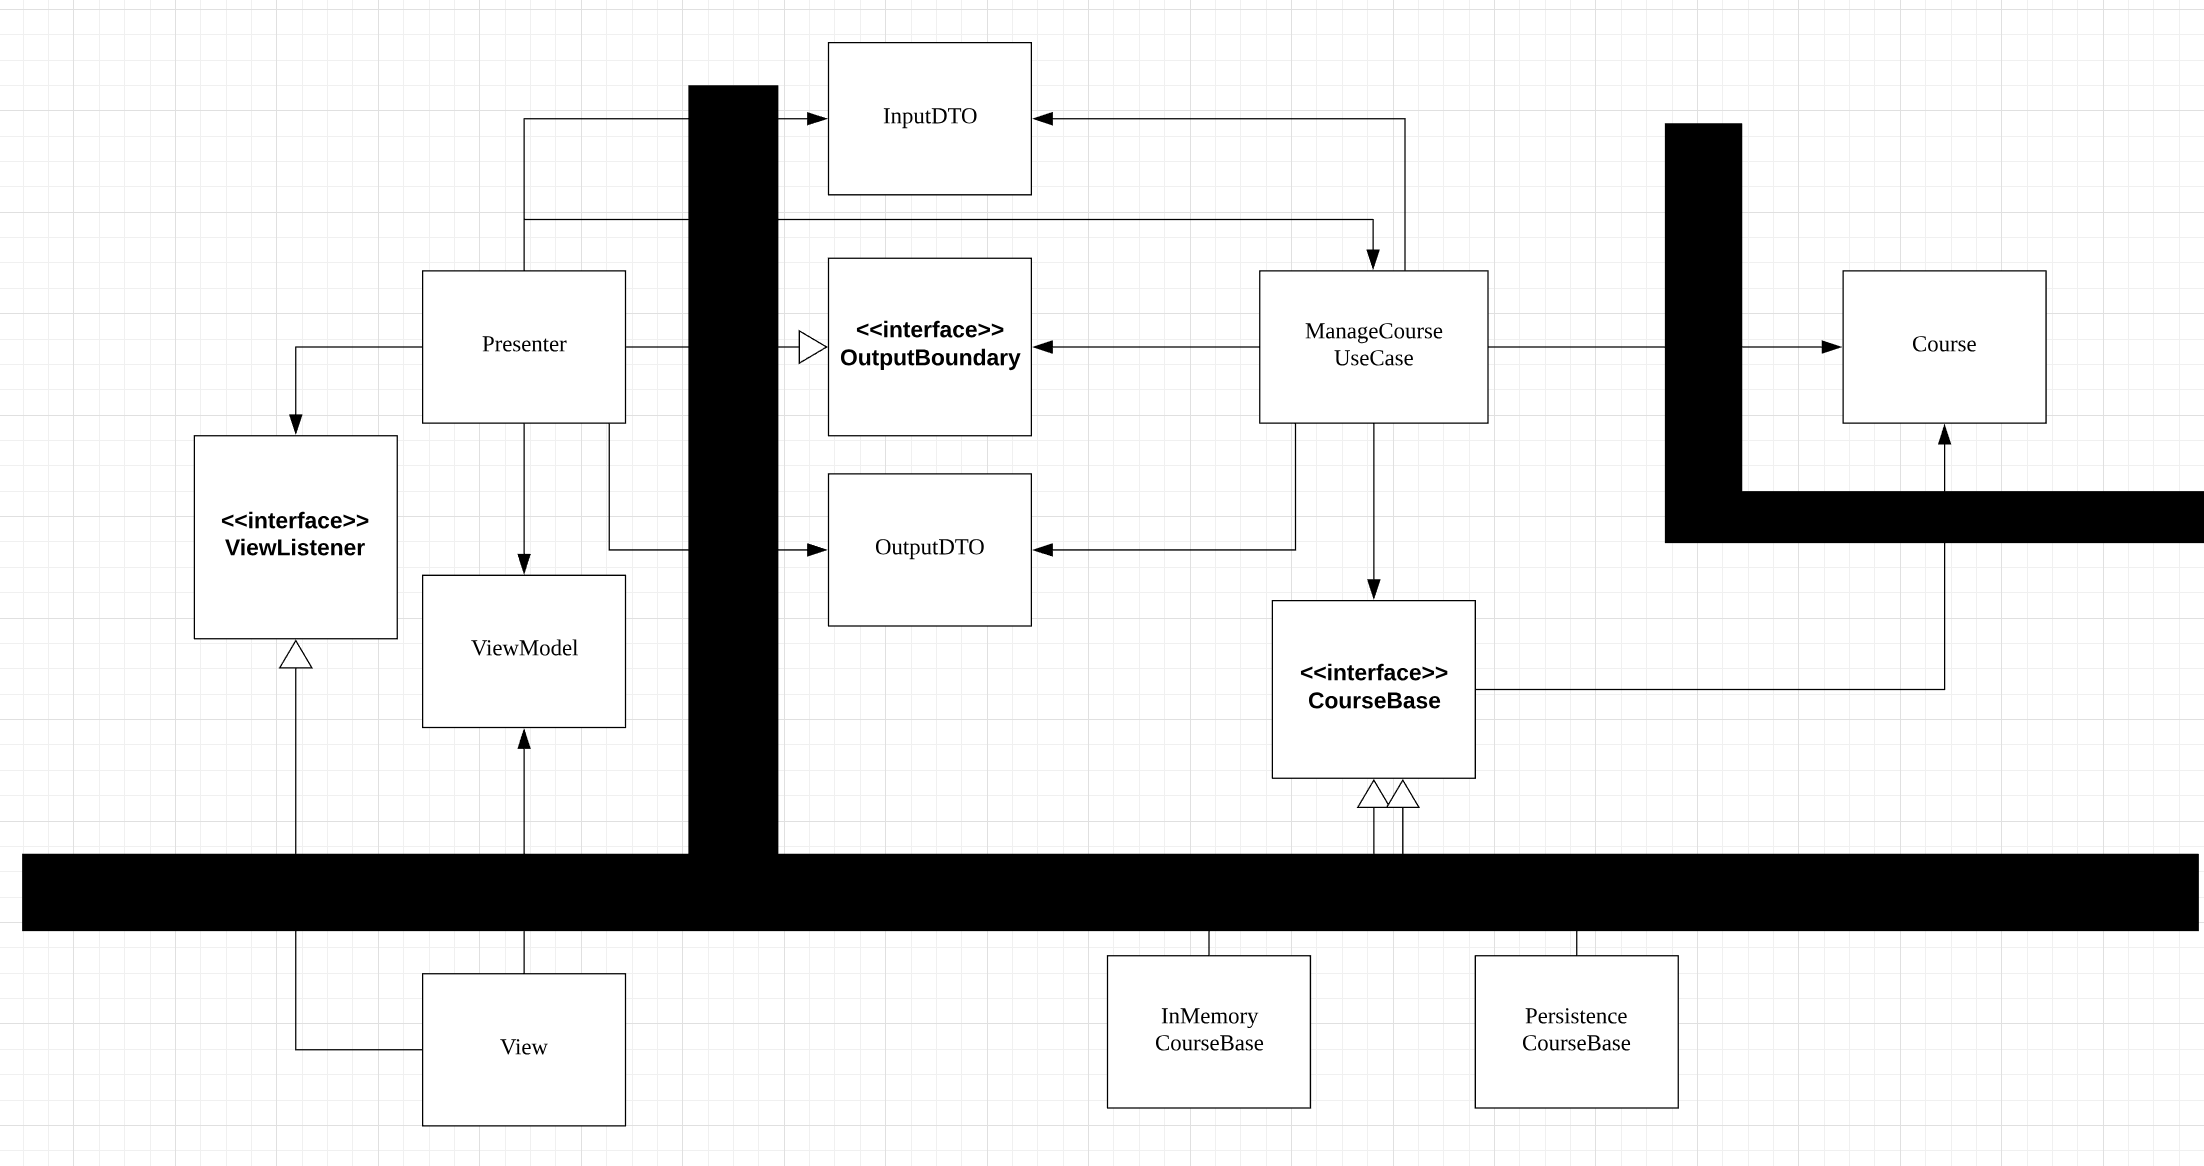 InputDTO
Presenter
<<interface>>
OutputBoundary
ManageCourse
UseCase
Course
<<interface>>
ViewListener
OutputDTO
ViewModel
<<interface>>
CourseBase
View
InMemory
CourseBase
Persistence
CourseBase